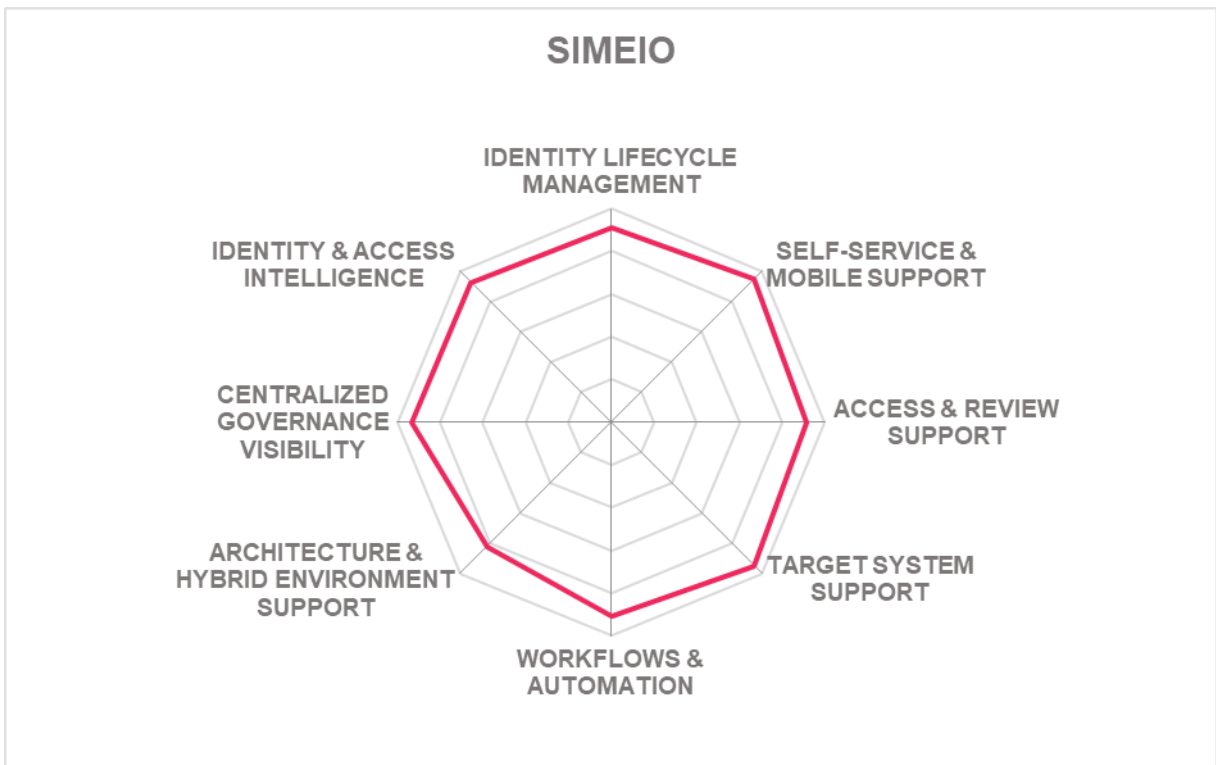 SIMEIO
IDENTITY LIFECYCLE
MANAGEMENT
SELF-SERVICE &
MOBILE SUPPORT
ACCESS & REVIEW
SUPPORT
TARGET SYSTEM
SUPPORT
WORKFLOWS &
AUTOMATION
ARCHITECTURE &
HYBRID ENVIRONMENT
SUPPORT
CENTRALIZED
GOVERNANCE
VISIBILITY
IDENTITY & ACCESS
INTELLIGENCE